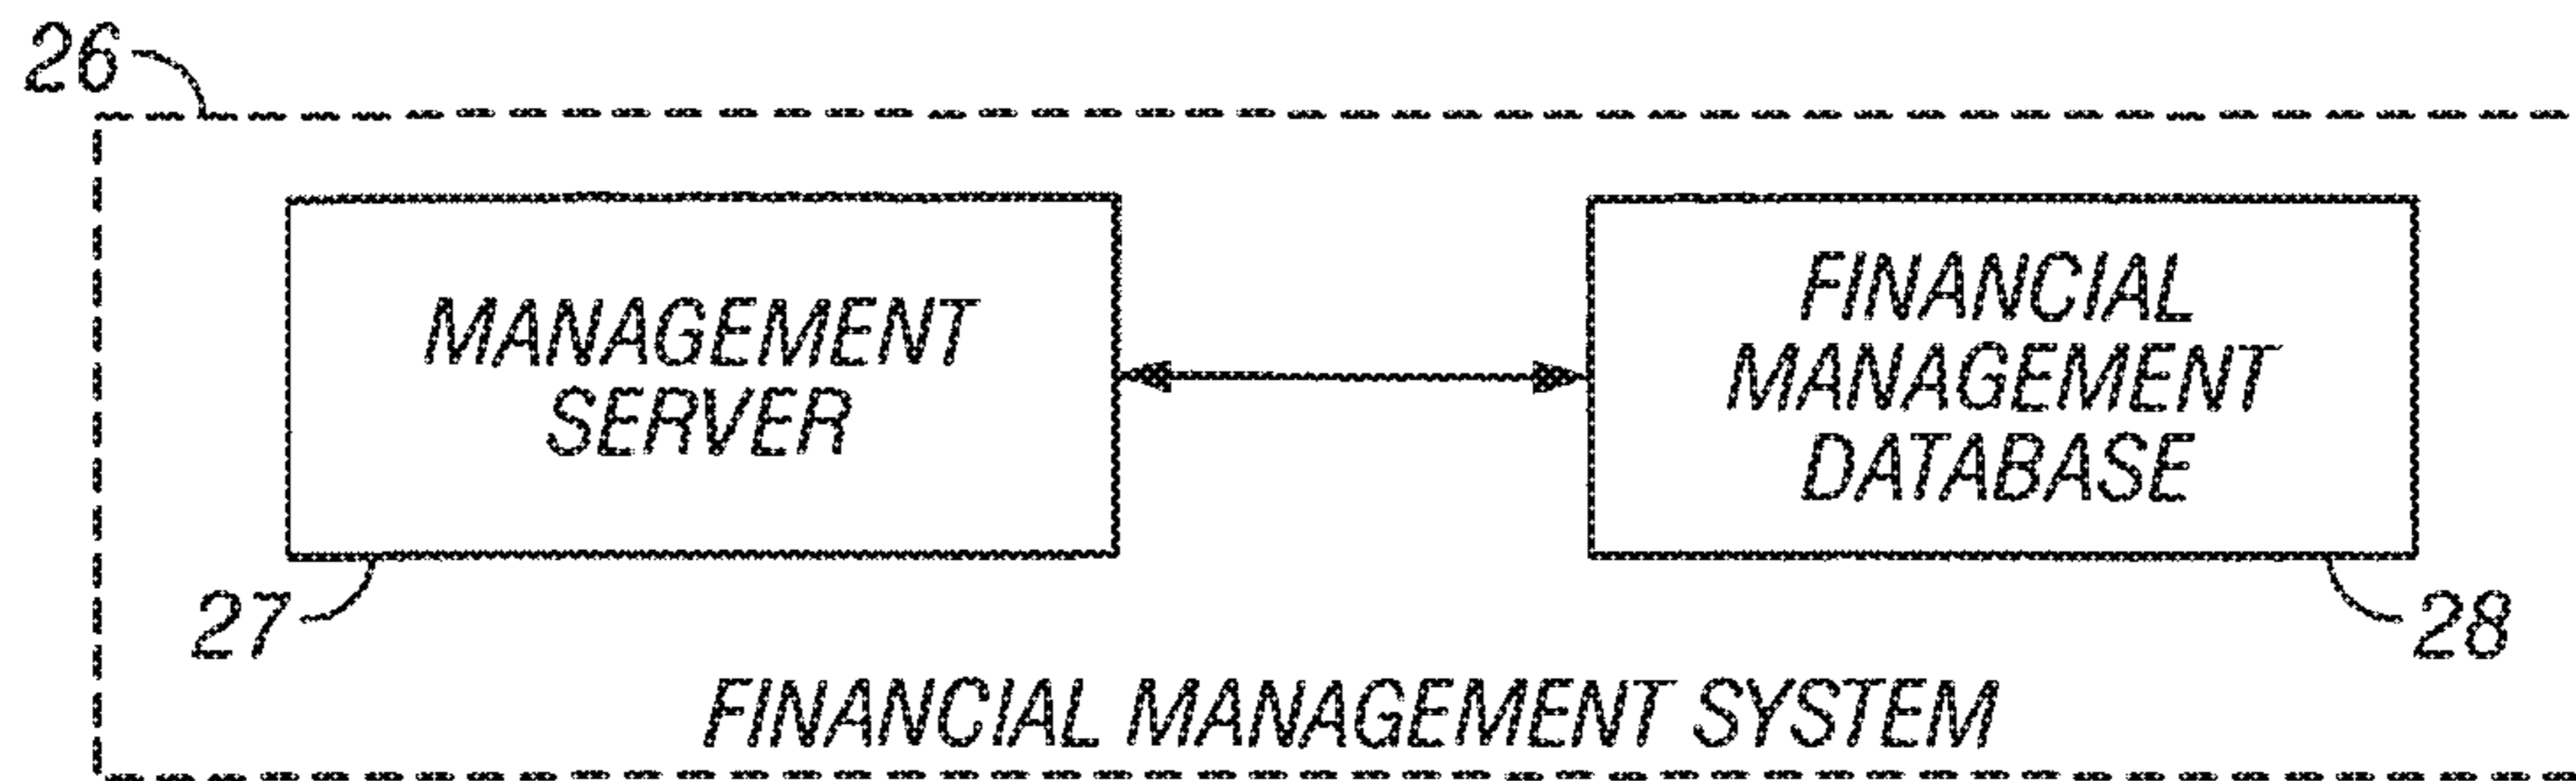 26
MANAGEMENT
SERVER
FINANCIAL
MANAGEMENT
DATABASE
27
28
FINANCIAL MANAGEMENT SYSTEM